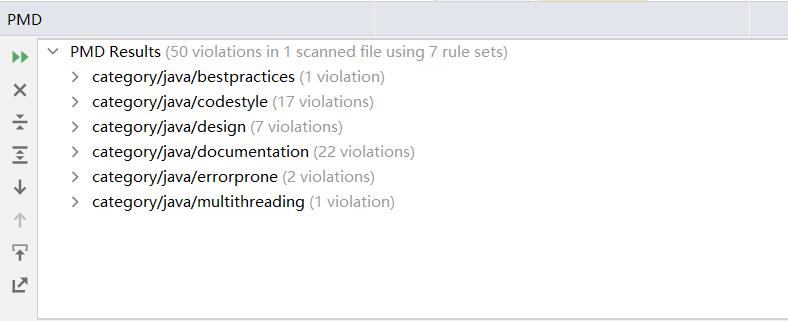 PMD
PMD Results (50 violations in 1 scanned file using 7 rule sets)
category/java/bestpractices (1 violation)
category/java/codestyle (17 violations)
category/java/design (7 violations)
category/java/documentation (22 violations)
category/java/errorprone (2 violations)
category/java/multithreading (1 violation)